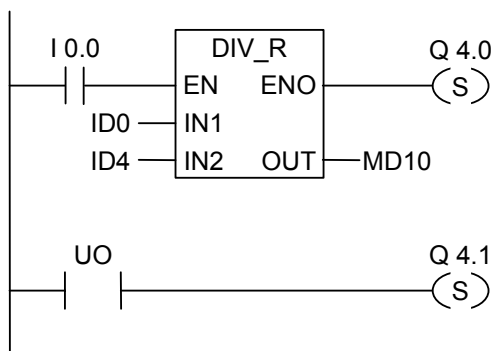 I 0.0 DIV_R Q 4.0
EN ENO S
ID0 IN1
ID4 IN2 OUT MD10
UO Q 4.1
S